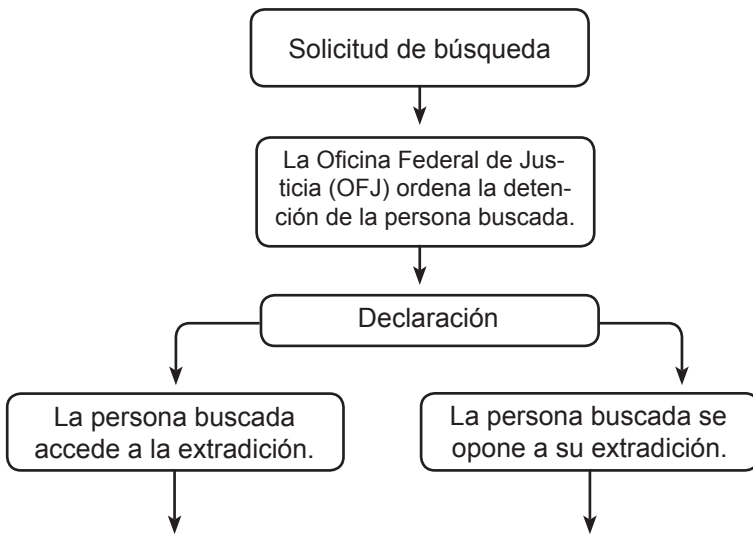 Solicitud de búsqueda
La Oficina Federal de Jus-
ticia (OFJ) ordena la deten-
ción de la persona buscada.
Declaración
La persona buscada
accede a la extradición.
La persona buscada se
opone a su extradición.